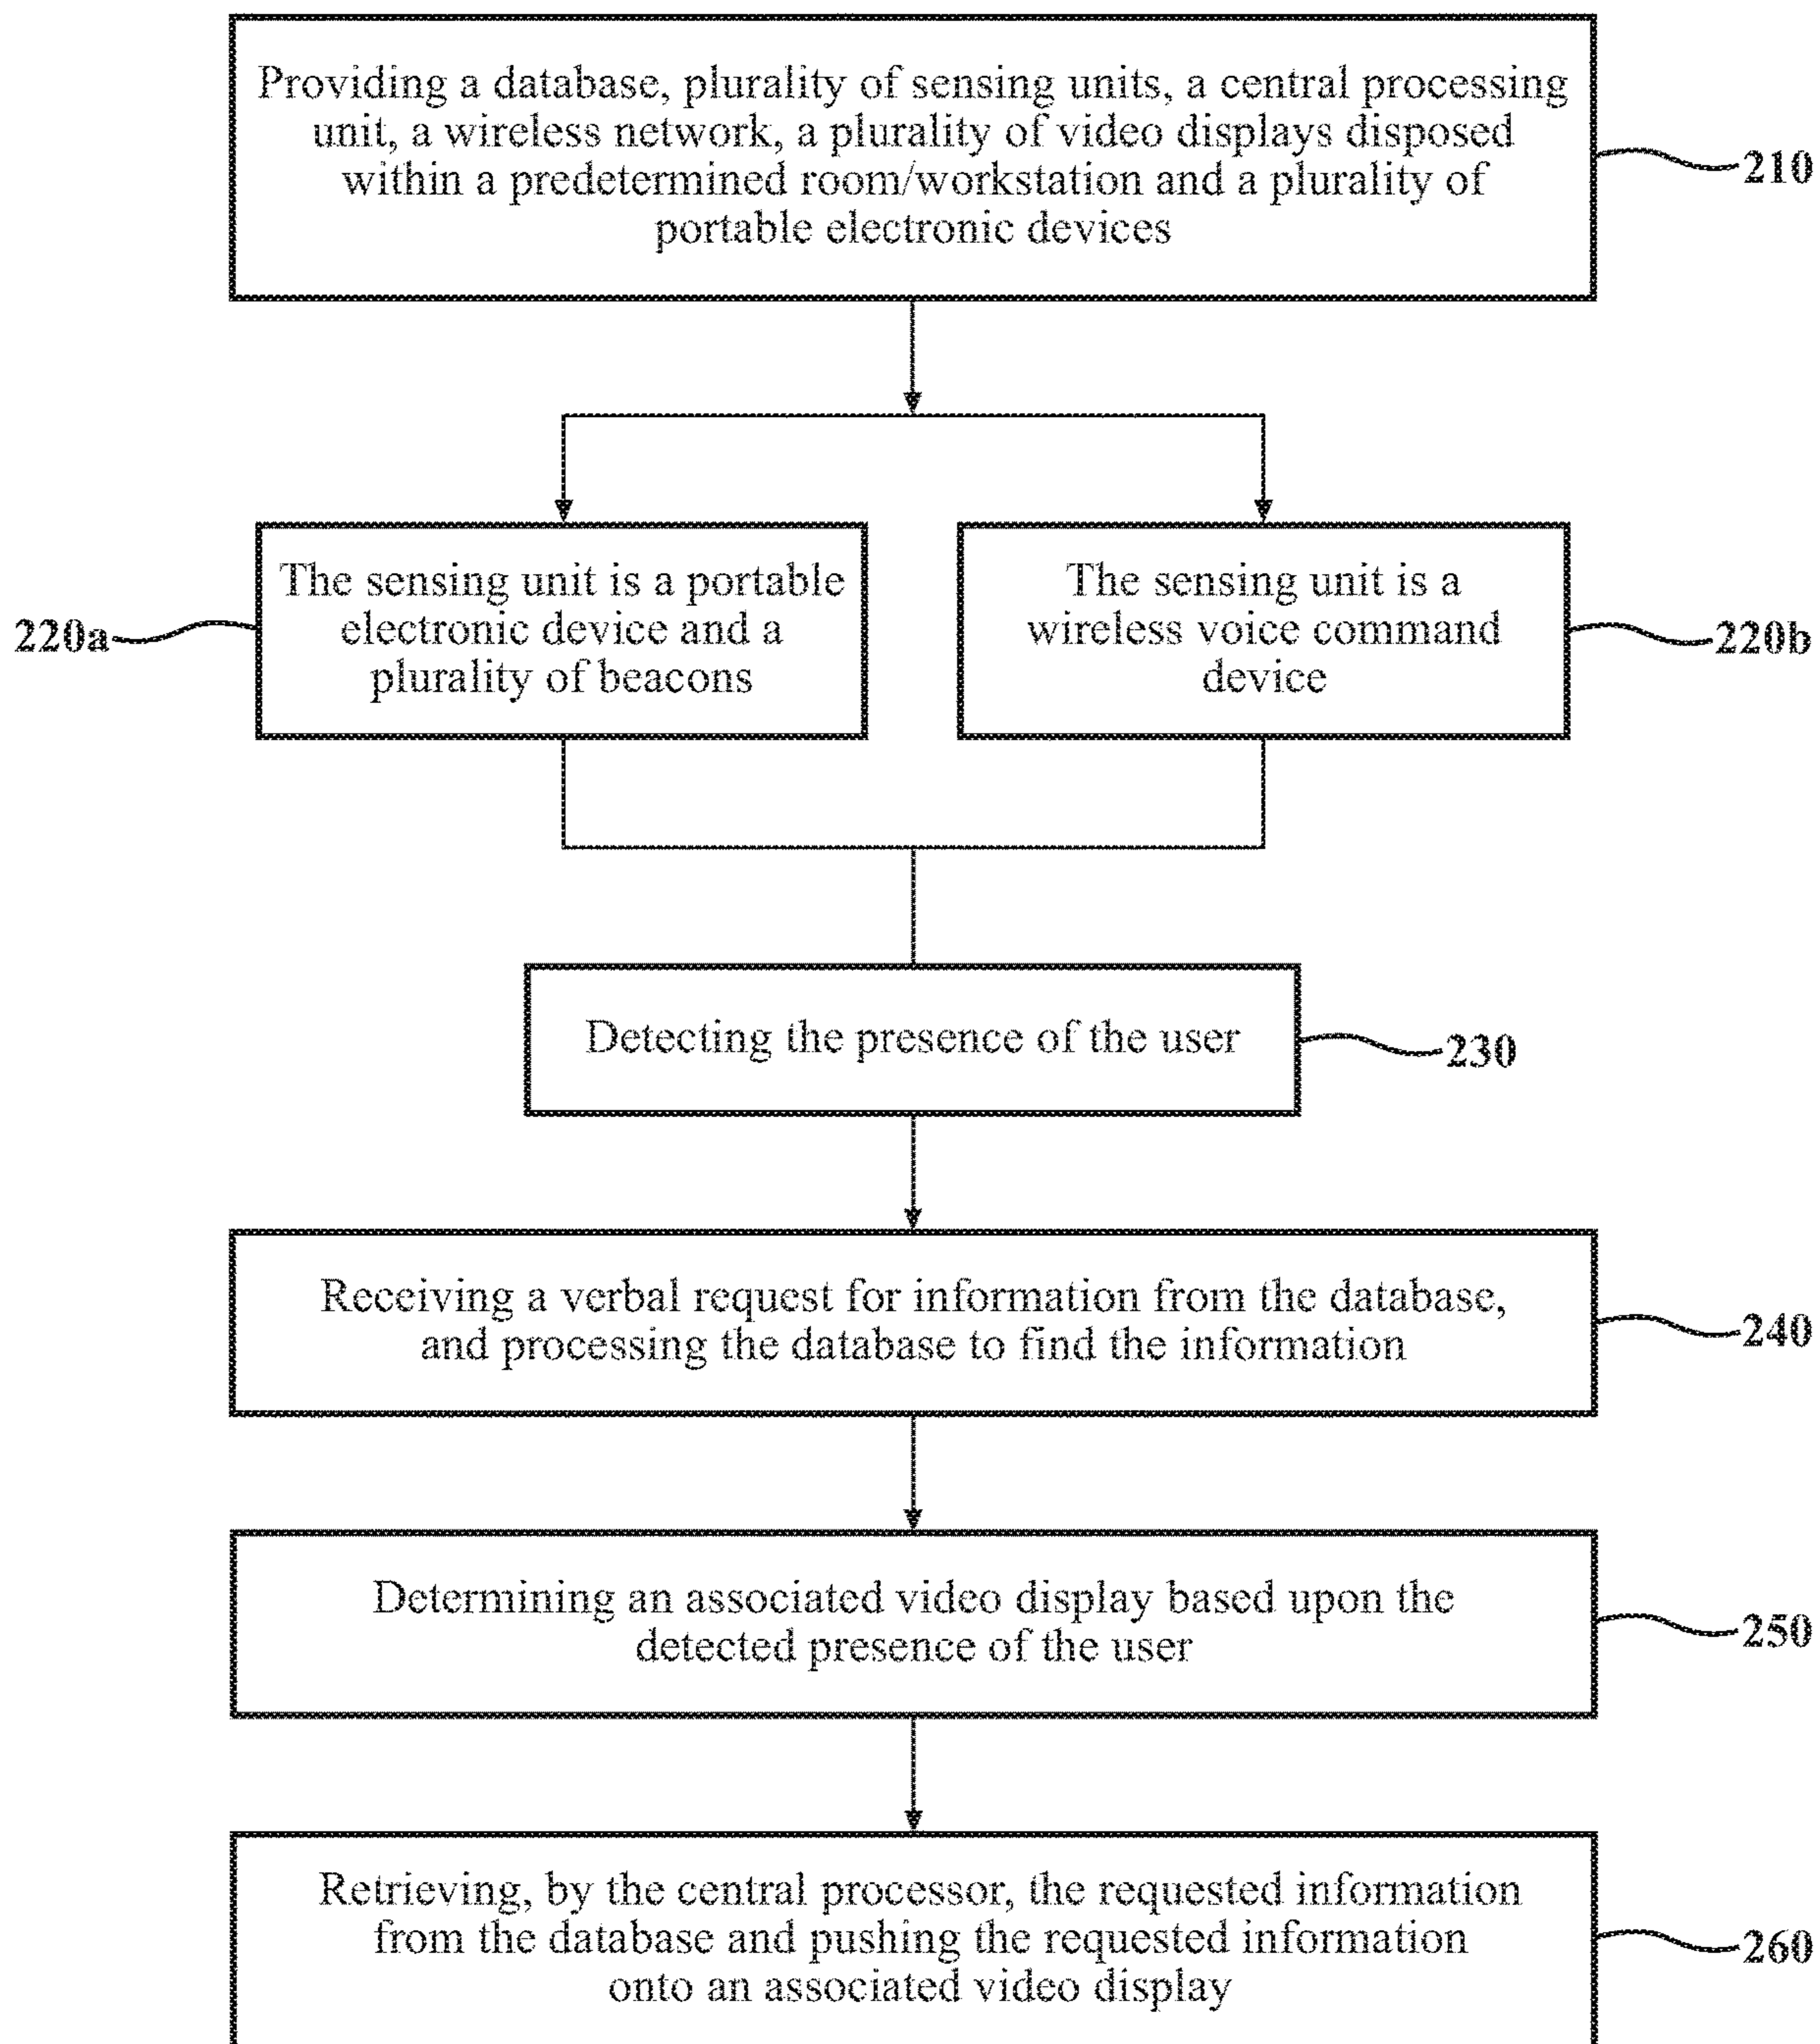 Providing a database, plurality of sensing units, a central processing
unit, a wireless network, a plurality of video displays disposed
within a predetermined room/workstation and a plurality of
portable electronic devices
210
The sensing unit is a portable
electronic device and a
plurality of beacons
220a
The sensing unit is a
wireless voice command
device
220b
Detecting the presence of the user
230
Receiving a verbal request for information from the database,
and processing the database to find the information
240
Determining an associated video display based upon the
detected presence of the user
250
Retrieving, by the central processor, the requested information
from the database and pushing the requested information
onto an associated video display
260